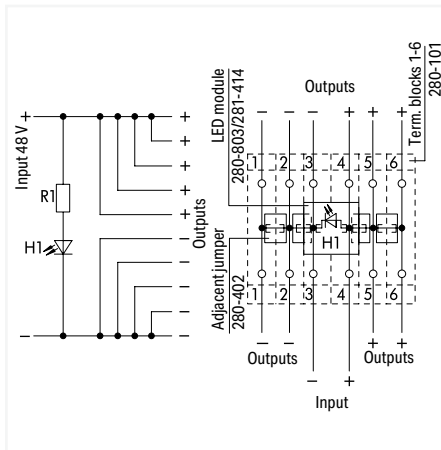 Input 48 V
+
–
R1
H1
+
+
+
+
+
–
–
–
–
–
Outputs
LED module
280-803/281-414
Adjacent jumper
280-402
Term. blocks 1-6
280-101
Outputs
– – – + + +
1 2 3 4 5 6
H1
1 2 3 4 5 6
– – + +
Outputs Outputs
– +
Input